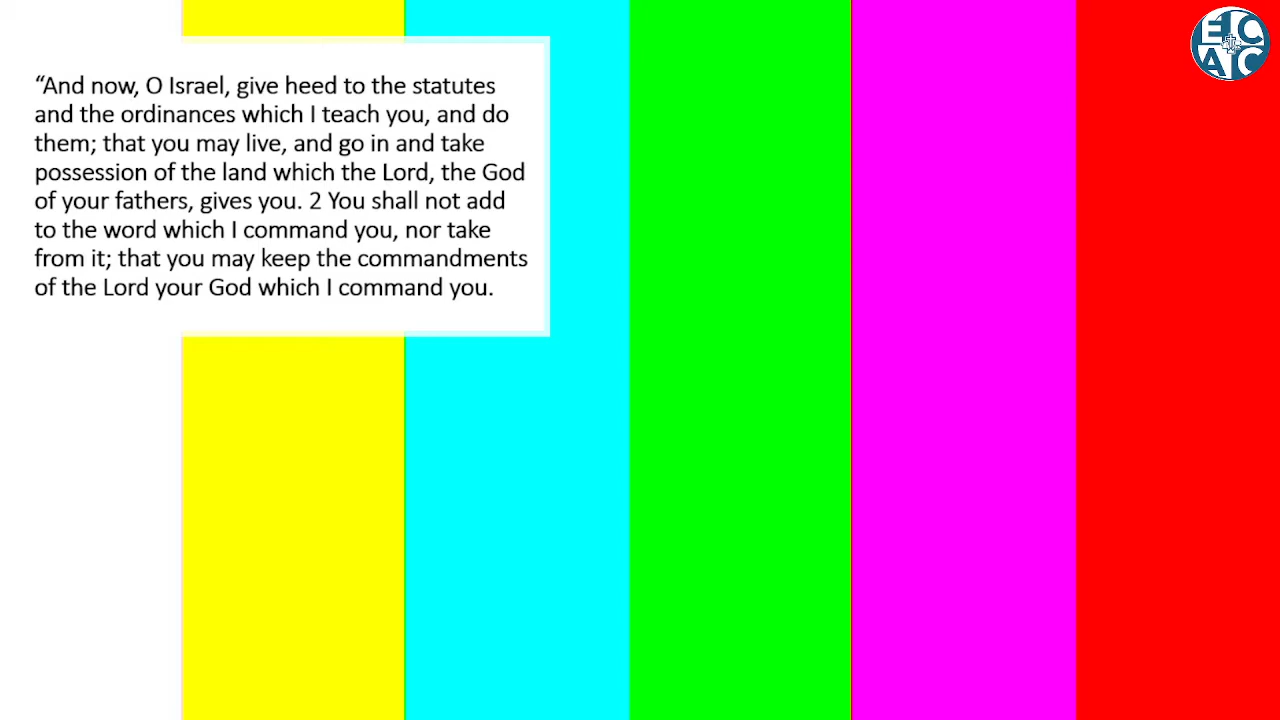 “And now, O Israel, give heed to the statutes
and the ordinances which I teach you, and do
them; that you may live, and go in and take
possession of the land which the Lord, the God
of your fathers, gives you. 2 You shall not add
to the word which I command you, nor take
from it; that you may keep the commandments
of the Lord your God which I command you.
E C
A C